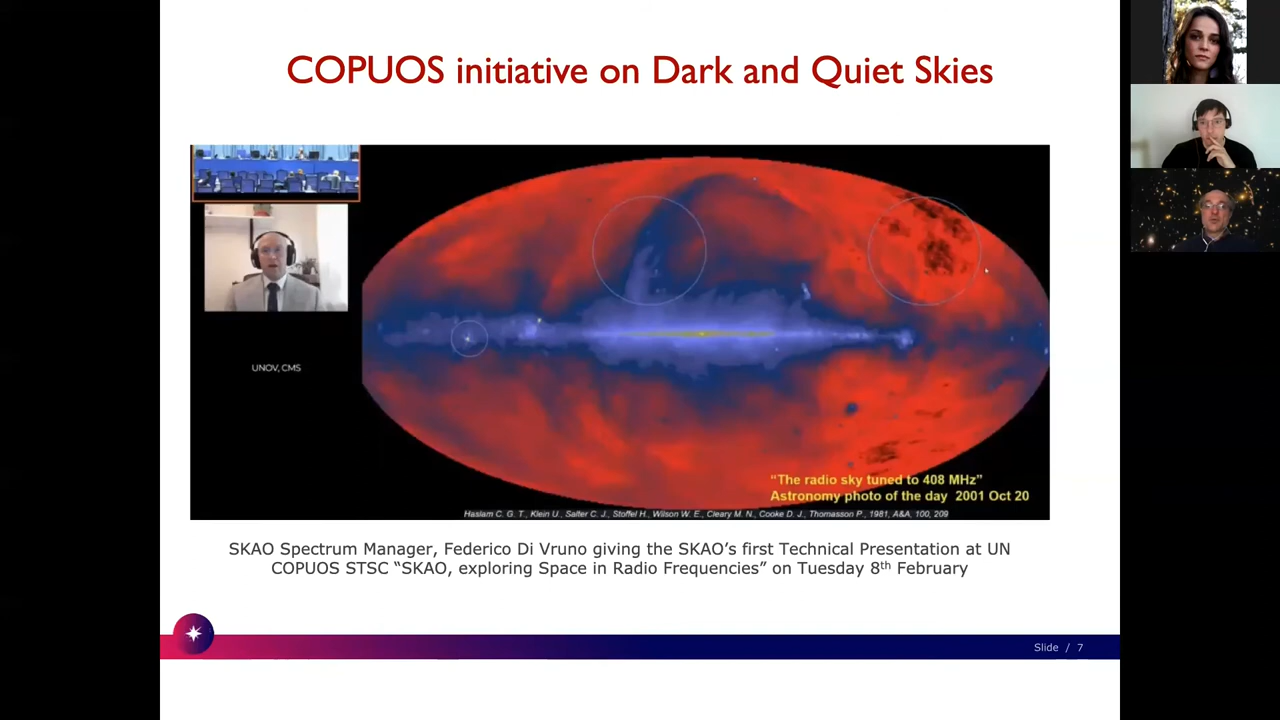 COPUOS initiative on Dark and Quiet Skies
UNOV, CMS
“The radio sky tuned to 408 MHz”
Astronomy photo of the day 2001 Oct 20
Haslam C. G. T., Klein U., Salter C. J., Stoffel H., Wilson W. E., Cleary M. N., Cooke D. J., Thomasson P., 1981, A&A, 100, 209
SKAO Spectrum Manager, Federico Di Vruno giving the SKAO’s first Technical Presentation at UN
COPUOS STSC “SKAO, exploring Space in Radio Frequencies” on Tuesday 8th February
Slide / 7